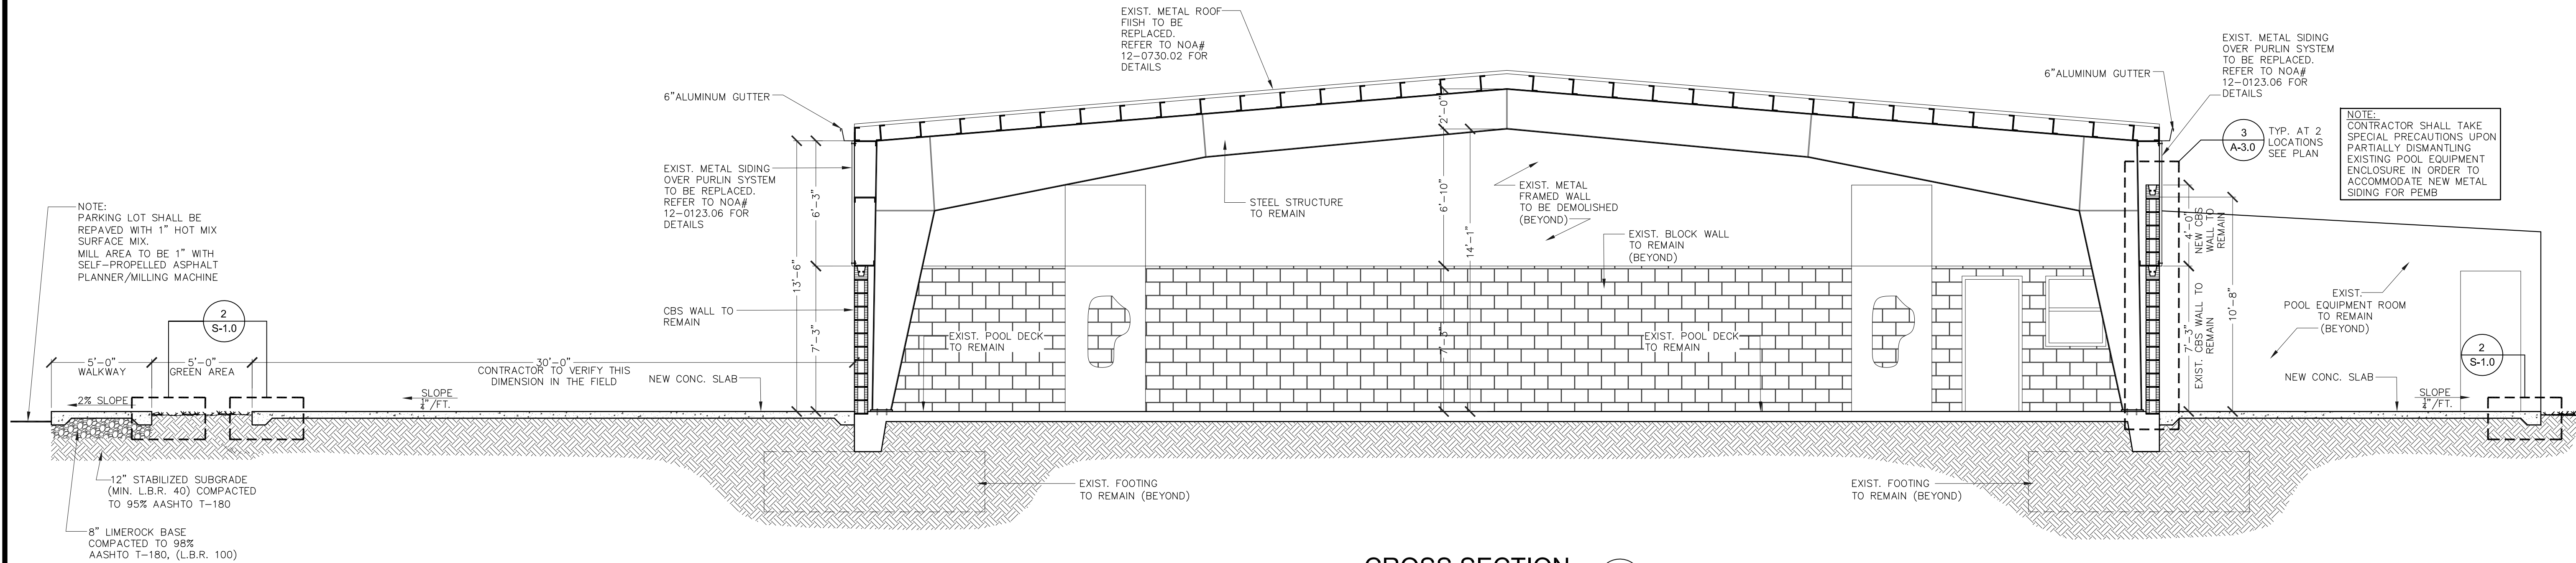 EXIST. METAL ROOF
FIISH TO BE
REPLACED.
REFER TO NOA#
12-0730.02 FOR
DETAILS
EXIST. METAL SIDING
OVER PURLIN SYSTEM
TO BE REPLACED.
REFER TO NOA#
12-0123.06 FOR
DETAILS
6"ALUMINUM GUTTER
6"ALUMINUM GUTTER
3
A-3.0
TYP. AT 2
LOCATIONS
SEE PLAN
NOTE:
CONTRACTOR SHALL TAKE
SPECIAL PRECAUTIONS UPON
PARTIALLY DISMANTLING
EXISTING POOL EQUIPMENT
ENCLOSURE IN ORDER TO
ACCOMMODATE NEW METAL
SIDING FOR PEMB
EXIST. METAL SIDING
OVER PURLIN SYSTEM
TO BE REPLACED.
REFER TO NOA#
12-0123.06 FOR
DETAILS
NOTE:
PARKING LOT SHALL BE
REPAVED WITH 1" HOT MIX
SURFACE MIX.
MILL AREA TO BE 1" WITH
SELF-PROPELLED ASPHALT
PLANNER/MILLING MACHINE
STEEL STRUCTURE
TO REMAIN
EXIST. METAL
FRAMED WALL
TO BE DEMOLISHED
(BEYOND)
EXIST. BLOCK WALL
TO REMAIN
(BEYOND)
2'-0"
6'-10"
14'-1"
7'-3"
13'-6"
6'-3"
7'-3"
4'-0"
NEW CBS
WALL TO
REMAIN
7'-3"
EXIST. CBS WALL TO
REMAIN
10'-8"
EXIST.
POOL EQUIPMENT ROOM
TO REMAIN
(BEYOND)
CBS WALL TO
REMAIN
2
S-1.0
EXIST. POOL DECK
TO REMAIN
EXIST. POOL DECK
TO REMAIN
2
S-1.0
5'-0"
WALKWAY
5'-0"
GREEN AREA
30'-0"
CONTRACTOR TO VERIFY THIS
DIMENSION IN THE FIELD
NEW CONC. SLAB
NEW CONC. SLAB
2% SLOPE
SLOPE
¼"/FT.
SLOPE
¼"/FT.
12" STABILIZED SUBGRADE
(MIN. L.B.R. 40) COMPACTED
TO 95% AASHTO T-180
8" LIMEROCK BASE
COMPACTED TO 98%
AASHTO T-180, (L.B.R. 100)
EXIST. FOOTING
TO REMAIN (BEYOND)
EXIST. FOOTING
TO REMAIN (BEYOND)
CROSS SECTION